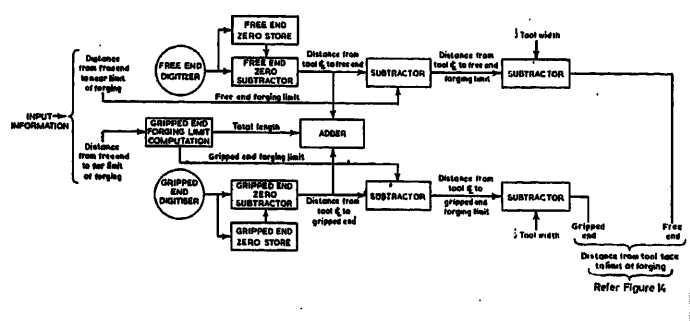 FREE END
ZERO STORE
Distance
from free end
to near limit
of forging
FREE END
DIGITIZER
FREE END
ZERO
SUBTRACTOR
Distance from
tool ℄ to free end
SUBTRACTOR
Distance from
tool ℄ to free end
forging limit
½ Tool width
SUBTRACTOR
Free end forging limit
INPUT
INFORMATION
GRIPPED END
FORGING LIMIT
COMPUTATION
Total length
ADDER
Distance
from free end
to far limit
of forging
Gripped end forging limit
GRIPPED
END
DIGITISER
GRIPPED END
ZERO
SUBTRACTOR
Distance from
tool ℄ to
gripped end
SUBTRACTOR
Distance from
tool ℄ to
gripped end
forging limit
SUBTRACTOR
GRIPPED END
ZERO STORE
½ Tool width
Gripped
end
Free
end
Distance from tool face
to limit of forging
Refer Figure 14